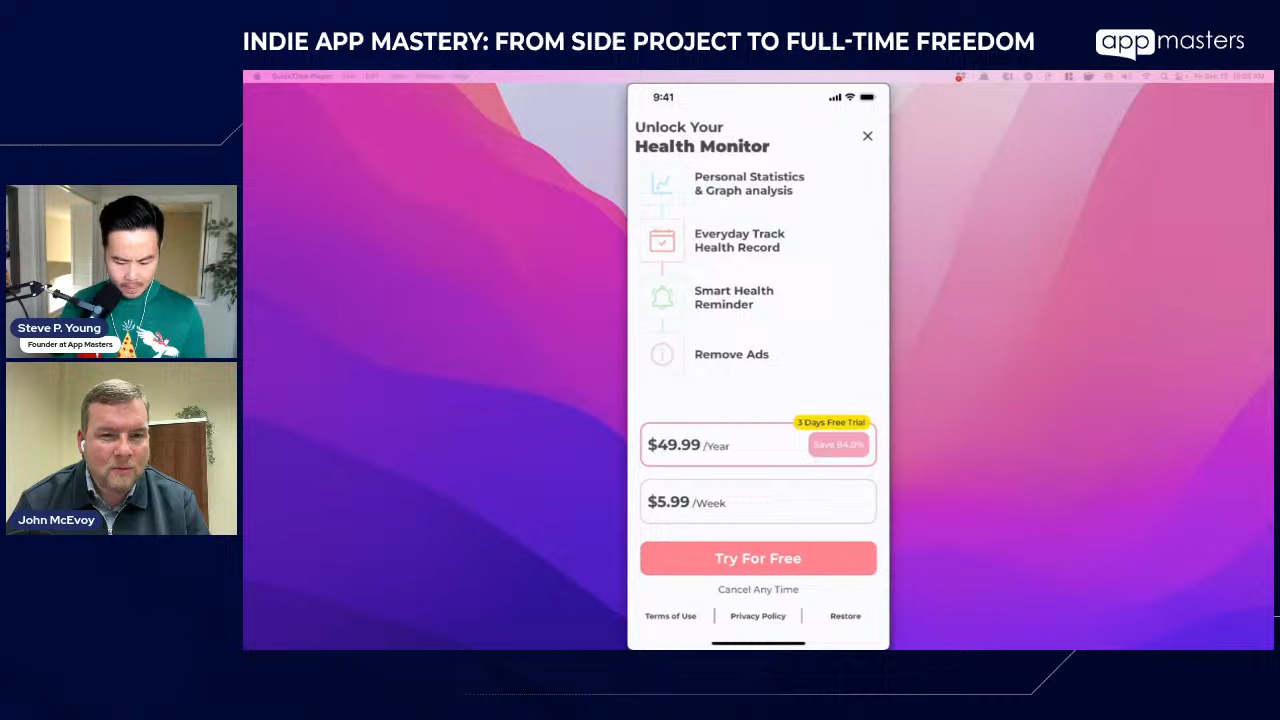 INDIE APP MASTERY: FROM SIDE PROJECT TO FULL-TIME FREEDOM
app masters
QuickTime Player
9:41
Unlock Your
Health Monitor
Personal Statistics
& Graph analysis
Everyday Track
Health Record
Smart Health
Reminder
Remove Ads
3 Days Free Trial
$49.99 /Year
Save 84.0%
$5.99 /Week
Try For Free
Cancel Any Time
Terms of Use
Privacy Policy
Restore
Steve P. Young
Founder at App Masters
John McEvoy